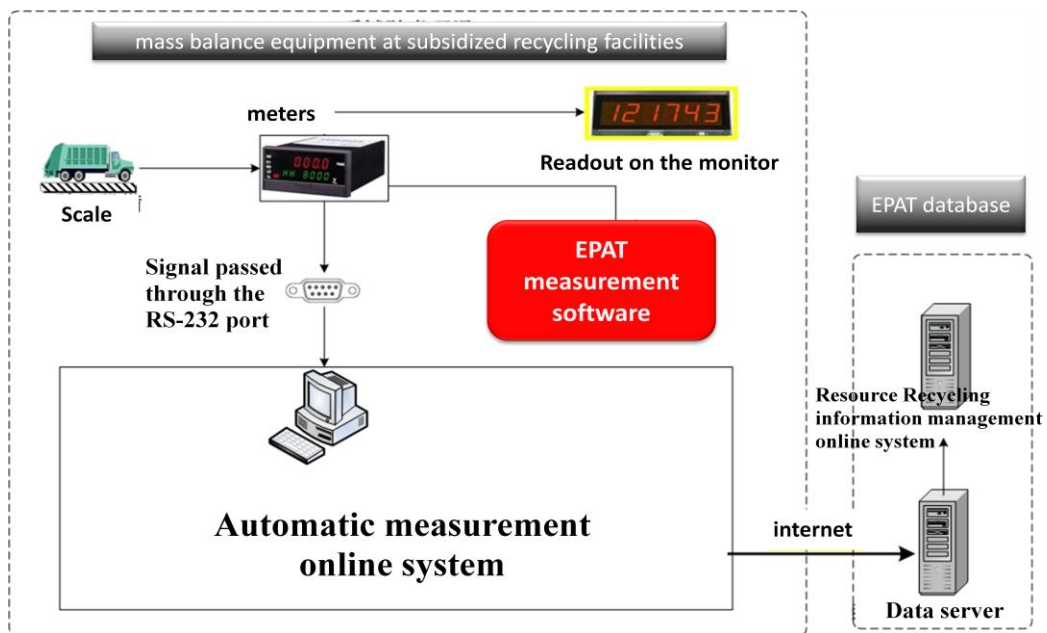 mass balance equipment at subsidized recycling facilities
meters
121743
000.0
HH 8000
Readout on the monitor
Scale
EPAT database
EPAT
measurement
software
Signal passed
through the
RS-232 port
Resource Recycling
information management
online system
Automatic measurement
online system
internet
Data server